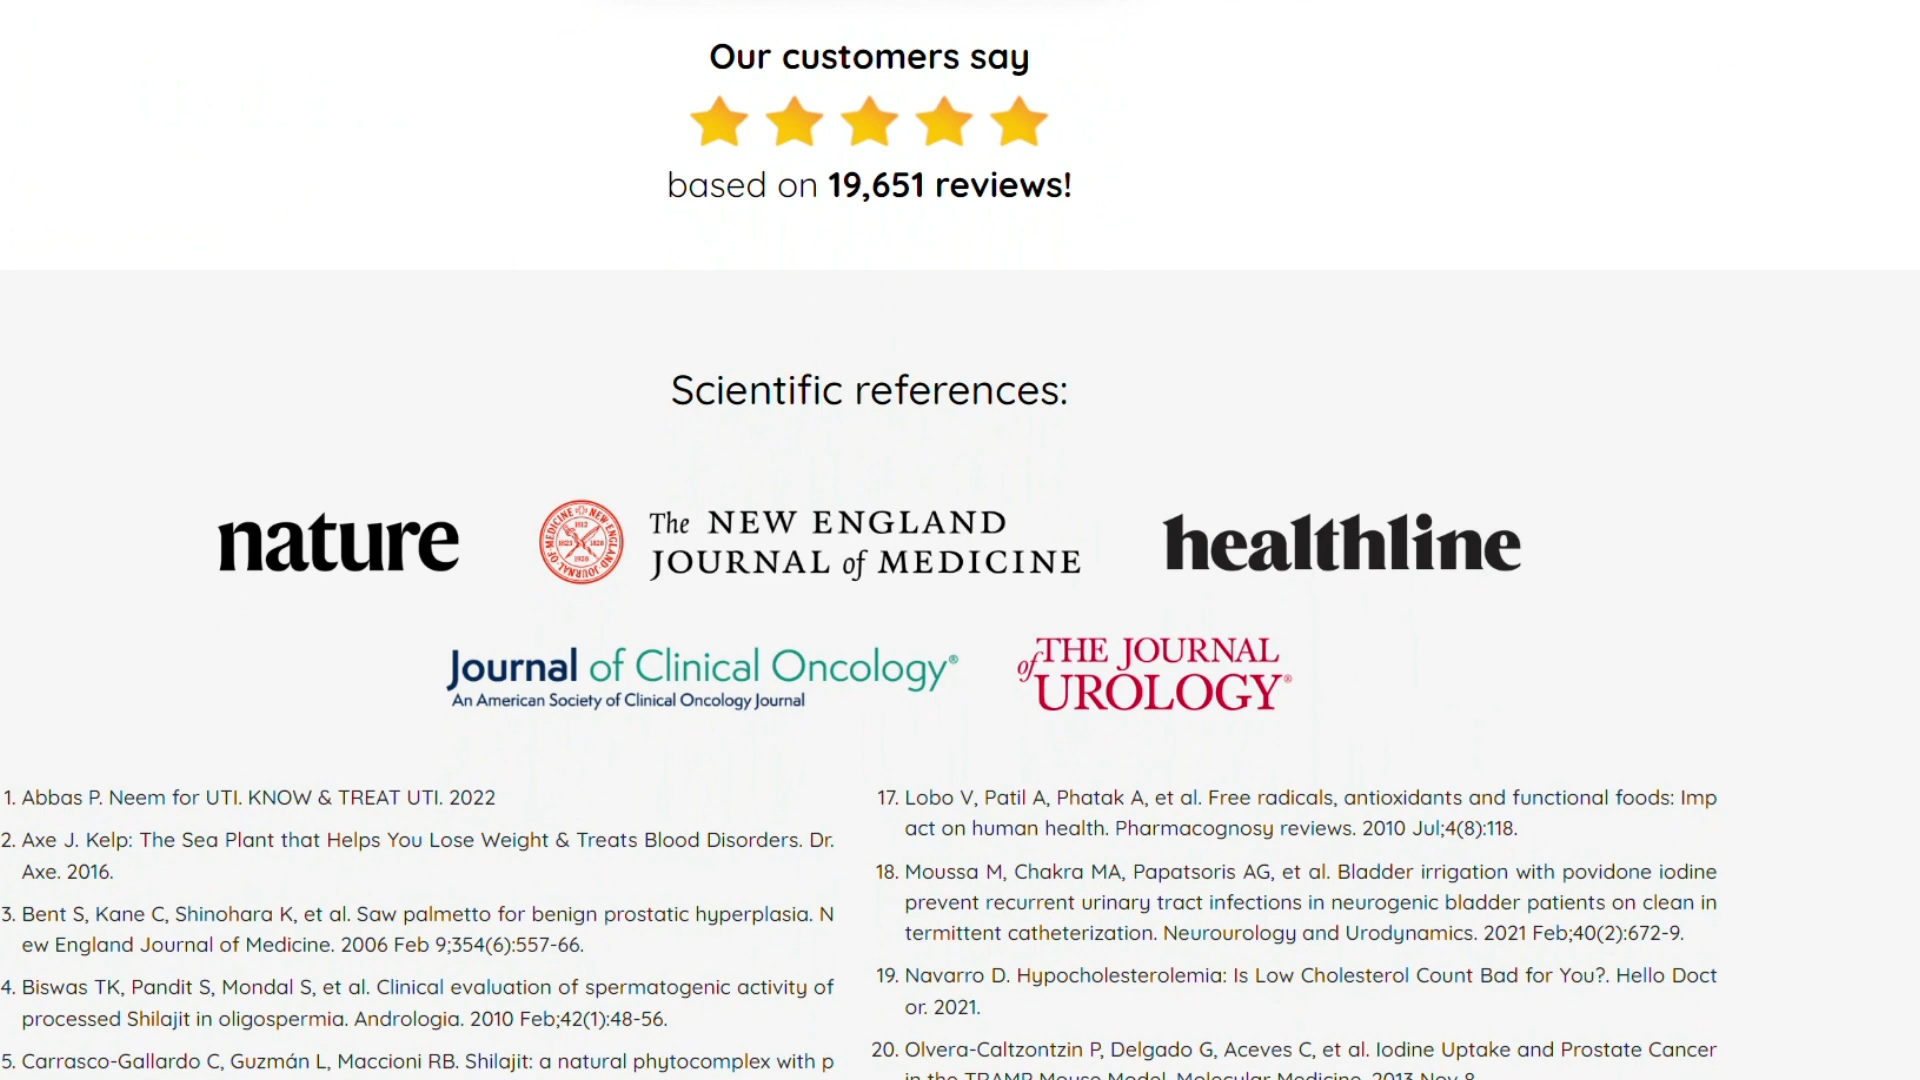 Our customers say
based on 19,651 reviews!
Scientific references:
nature
The NEW ENGLAND
JOURNAL of MEDICINE
healthline
Journal of Clinical Oncology®
An American Society of Clinical Oncology Journal
THE JOURNAL
of UROLOGY®
1. Abbas P. Neem for UTI. KNOW & TREAT UTI. 2022
2. Axe J. Kelp: The Sea Plant that Helps You Lose Weight & Treats Blood Disorders. Dr.
Axe. 2016.
3. Bent S, Kane C, Shinohara K, et al. Saw palmetto for benign prostatic hyperplasia. N
ew England Journal of Medicine. 2006 Feb 9;354(6):557-66.
4. Biswas TK, Pandit S, Mondal S, et al. Clinical evaluation of spermatogenic activity of
processed Shilajit in oligospermia. Andrologia. 2010 Feb;42(1):48-56.
5. Carrasco-Gallardo C, Guzmán L, Maccioni RB. Shilajit: a natural phytocomplex with p
17. Lobo V, Patil A, Phatak A, et al. Free radicals, antioxidants and functional foods: Imp
act on human health. Pharmacognosy reviews. 2010 Jul;4(8):118.
18. Moussa M, Chakra MA, Papatsoris AG, et al. Bladder irrigation with povidone iodine
prevent recurrent urinary tract infections in neurogenic bladder patients on clean in
termittent catheterization. Neurourology and Urodynamics. 2021 Feb;40(2):672-9.
19. Navarro D. Hypocholesterolemia: Is Low Cholesterol Count Bad for You?. Hello Doct
or. 2021.
20. Olvera-Caltzontzin P, Delgado G, Aceves C, et al. Iodine Uptake and Prostate Cancer
in the TRAMP Mouse Model. Molecular Medicine. 2013 Nov 8